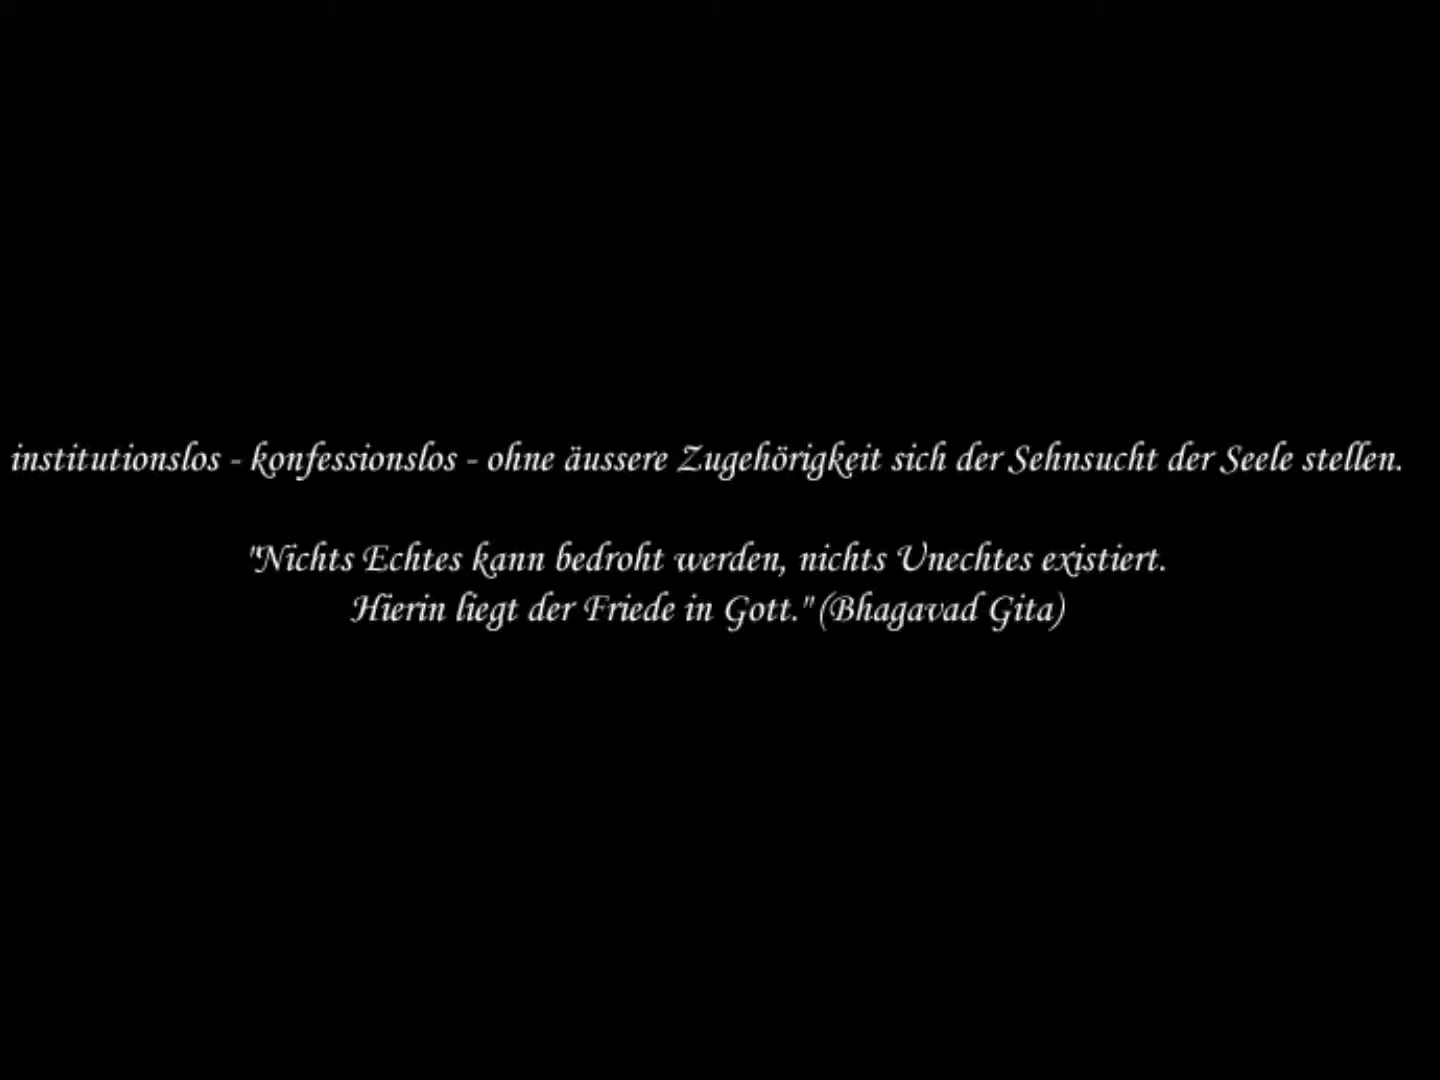 institutionslos - konfessionslos - ohne äussere Zugehörigkeit sich der Sehnsucht der Seele stellen.
"Nichts Echtes kann bedroht werden, nichts Unechtes existiert.
Hierin liegt der Friede in Gott." (Bhagavad Gita)